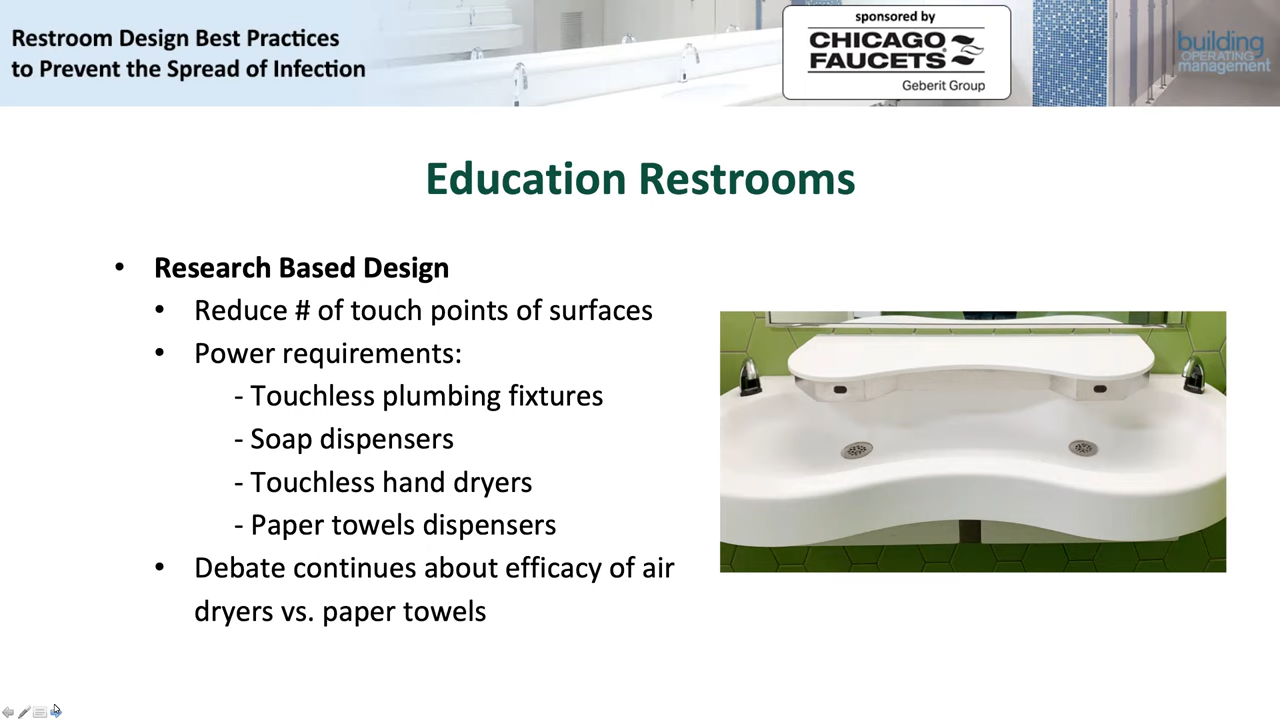 Restroom Design Best Practices
to Prevent the Spread of Infection
sponsored by
CHICAGO
FAUCETS
Geberit Group
building
OPERATING
management
Education Restrooms
• Research Based Design
• Reduce # of touch points of surfaces
• Power requirements:
- Touchless plumbing fixtures
- Soap dispensers
- Touchless hand dryers
- Paper towels dispensers
• Debate continues about efficacy of air
dryers vs. paper towels